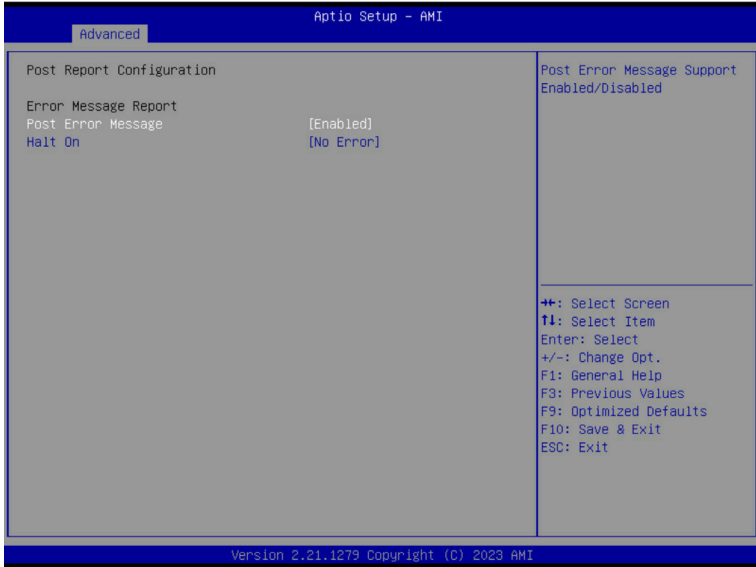 Aptio Setup – AMI
Advanced
Post Report Configuration
Error Message Report
Post Error Message [Enabled]
Halt On [No Error]
Post Error Message Support
Enabled/Disabled
→←: Select Screen
↑↓: Select Item
Enter: Select
+/-: Change Opt.
F1: General Help
F3: Previous Values
F9: Optimized Defaults
F10: Save & Exit
ESC: Exit
Version 2.21.1279 Copyright (C) 2023 AMI